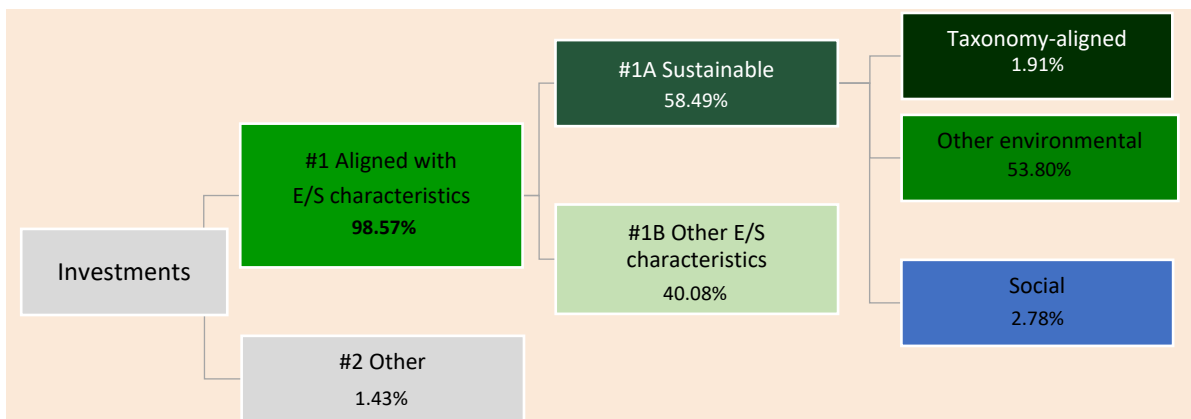 Investments
#1 Aligned with
E/S characteristics
98.57%
#2 Other
1.43%
#1A Sustainable
58.49%
#1B Other E/S
characteristics
40.08%
Taxonomy-aligned
1.91%
Other environmental
53.80%
Social
2.78%